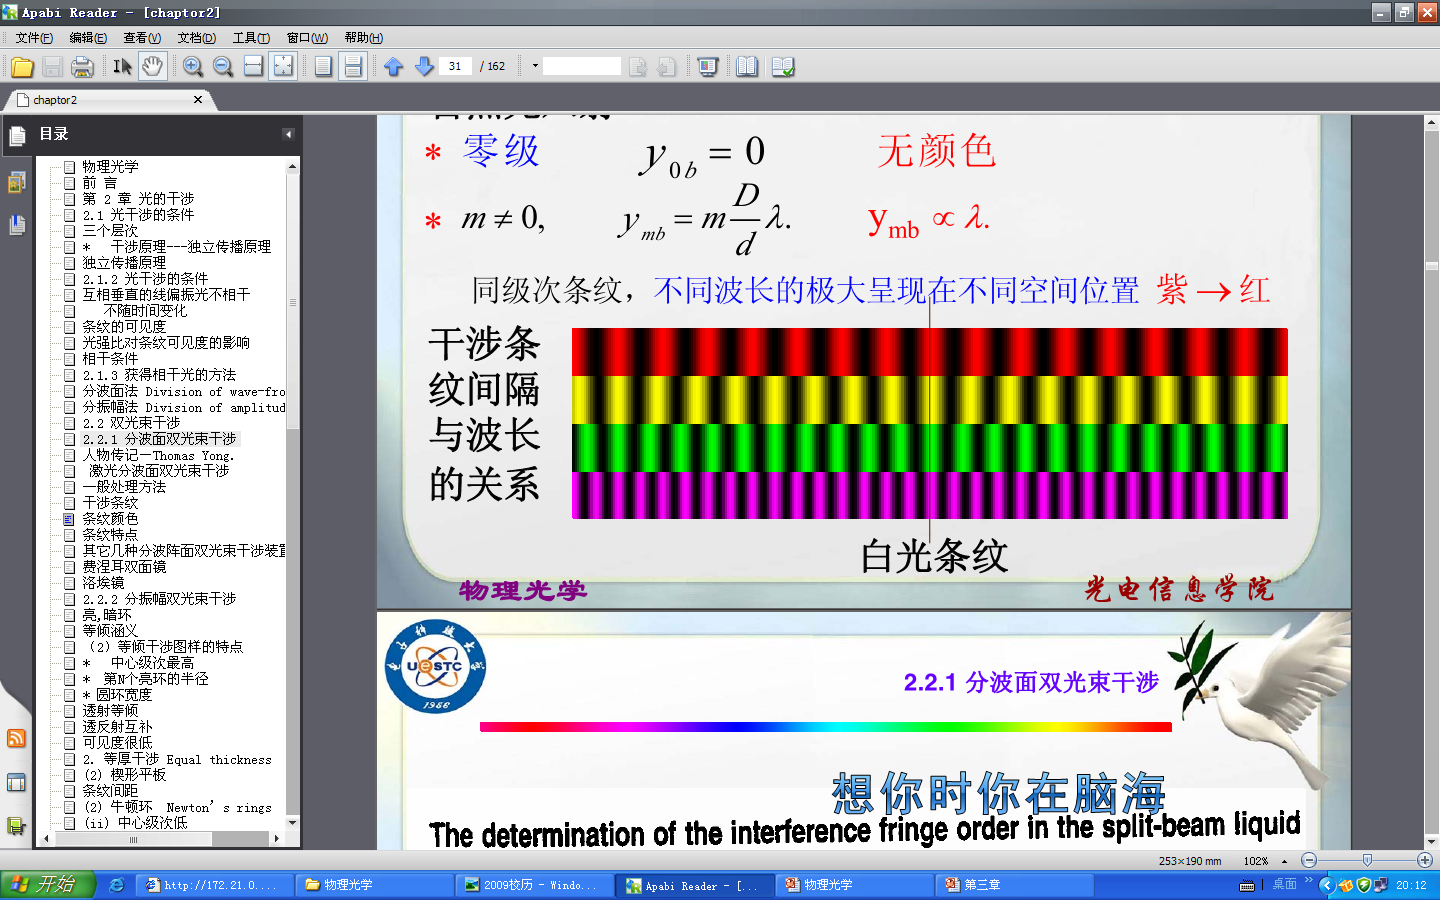 Apabi Reader - [chaptor2]
文件(F) 编辑(E) 查看(V) 文档(D) 工具(T) 窗口(W) 帮助(H)
31 / 162
chaptor2
目录
物理光学
前 言
第 2 章 光的干涉
2.1 光干涉的条件
三个层次
* 干涉原理---独立传播原理
独立传播原理
2.1.2 光干涉的条件
互相垂直的线偏振光不相干
不随时间变化
条纹的可见度
光强比对条纹可见度的影响
相干条件
2.1.3 获得相干光的方法
分波面法 Division of wave-fro
分振幅法 Division of amplitud
2.2 双光束干涉
2.2.1 分波面双光束干涉
人物传记—Thomas Yong.
激光分波面双光束干涉
一般处理方法
干涉条纹
条纹颜色
条纹特点
其它几种分波阵面双光束干涉装置
费涅耳双面镜
洛埃镜
2.2.2 分振幅双光束干涉
亮,暗环
等倾涵义
(2) 等倾干涉图样的特点
* 中心级次最高
* 第N个亮环的半径
* 圆环宽度
透射等倾
透反射互补
可见度很低
2. 等厚干涉 Equal thickness
(2) 楔形平板
条纹间距
(2) 牛顿环 Newton's rings
(ii) 中心级次低
* 零级 y0b = 0 无颜色
* m ≠ 0, ymb = m D/d λ. ymb ∝ λ.
同级次条纹，不同波长的极大呈现在不同空间位置 紫 → 红
干涉条
纹间隔
与波长
的关系
白光条纹
物理光学 光电信息学院
UESTC
1956
2.2.1 分波面双光束干涉
想你时你在脑海
The determination of the interference fringe order in the split-beam liquid
253×190 mm 102%
开始 http://172.21.0.... 物理光学 2009校历 - Windo... Apabi Reader - [... 物理光学 第三章 桌面 » 20:12